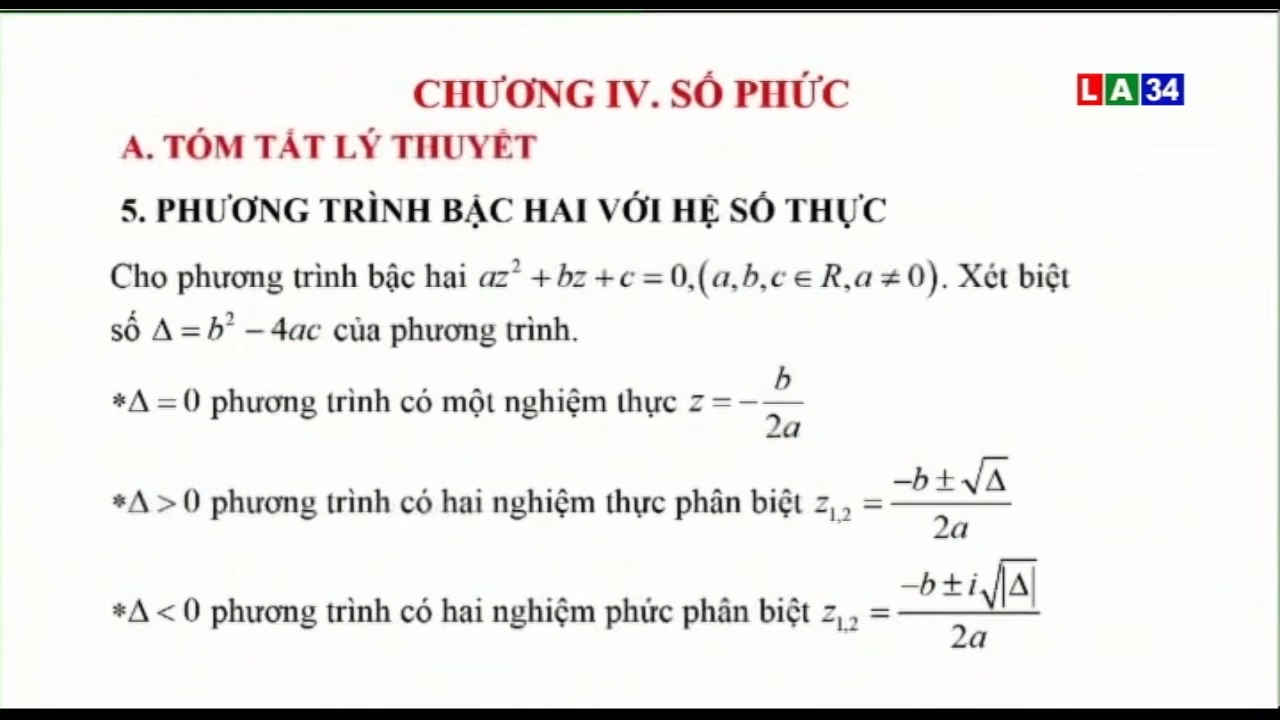 CHƯƠNG IV. SỐ PHỨC
LA34
A. TÓM TẮT LÝ THUYẾT
5. PHƯƠNG TRÌNH BẬC HAI VỚI HỆ SỐ THỰC
Cho phương trình bậc hai az² + bz + c = 0,(a,b,c ∈ R,a ≠ 0). Xét biệt
số Δ = b² − 4ac của phương trình.
*Δ = 0 phương trình có một nghiệm thực z = −b/2a
*Δ > 0 phương trình có hai nghiệm thực phân biệt z₁,₂ = (−b ± √Δ)/2a
*Δ < 0 phương trình có hai nghiệm phức phân biệt z₁,₂ = (−b ± i√|Δ|)/2a